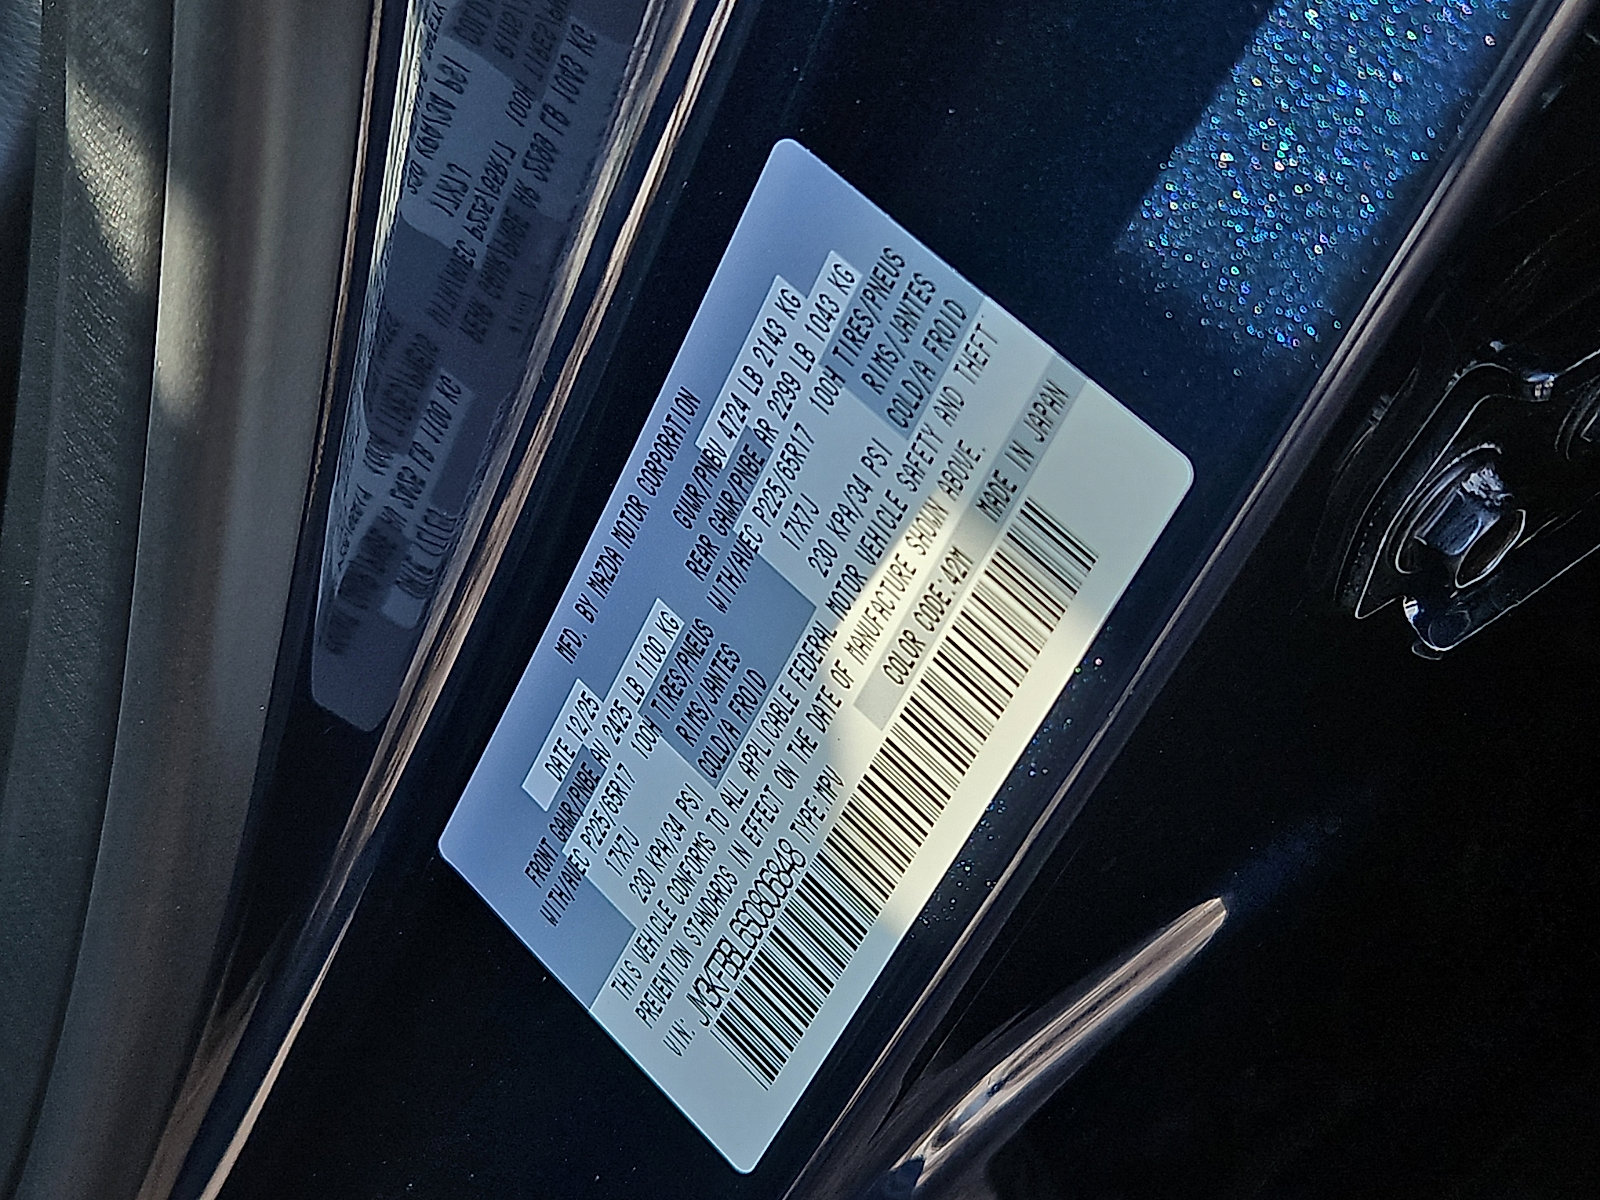 MFD. BY MAZDA MOTOR CORPORATION
DATE 12/25 GVWR/PNBV 4724 LB 2143 KG
FRONT GAWR/PNBE AV 2425 LB 1100 KG REAR GAWR/PNBE AR 2299 LB 1043 KG
WITH/AVEC P225/65R17 100H TIRES/PNEUS WITH/AVEC P225/65R17 100H TIRES/PNEUS
17X7J RIMS/JANTES 17X7J RIMS/JANTES
230 KPA/34 PSI COLD/A FROID 230 KPA/34 PSI COLD/A FROID
THIS VEHICLE CONFORMS TO ALL APPLICABLE FEDERAL MOTOR VEHICLE SAFETY AND THEFT
PREVENTION STANDARDS IN EFFECT ON THE DATE OF MANUFACTURE SHOWN ABOVE.
VIN: TYPE:MPV COLOR CODE:42M MADE IN JAPAN